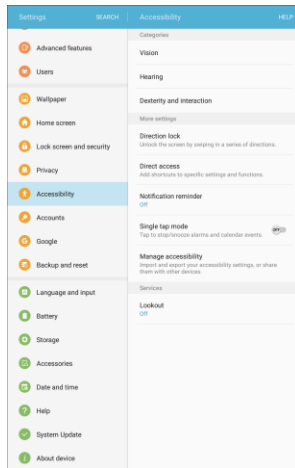 Settings
SEARCH
Advanced features
Users
Wallpaper
Home screen
Lock screen and security
Privacy
Accessibility
Accounts
Google
Backup and reset
Language and input
Battery
Storage
Accessories
Date and time
Help
System Update
About device
Accessibility
HELP
Categories
Vision
Hearing
Dexterity and interaction
More settings
Direction lock
Unlock the screen by swiping in a series of directions.
Direct access
Add shortcuts to specific settings and functions.
Notification reminder
Off
Single tap mode
Tap to stop/snooze alarms and calendar events.
OFF
Manage accessibility
Import and export your accessibility settings, or share
them with other devices.
Services
Lookout
Off